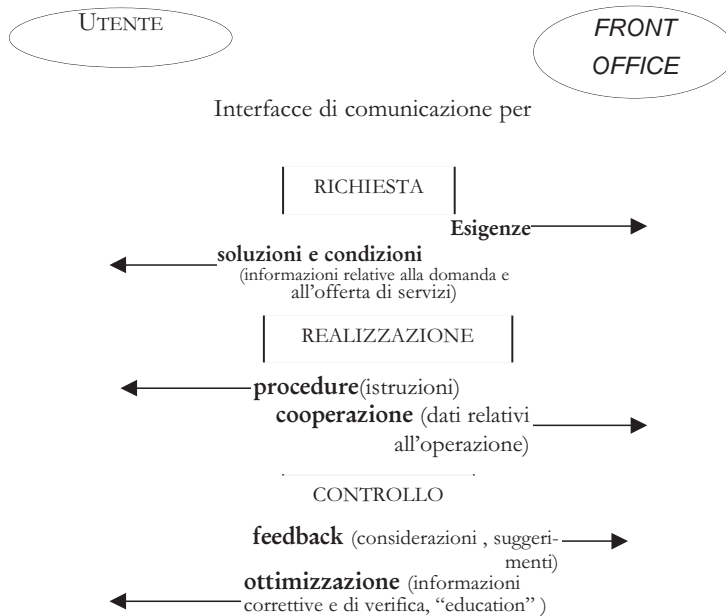 UTENTE
FRONT
OFFICE
Interfacce di comunicazione per
RICHIESTA
Esigenze
soluzioni e condizioni
(informazioni relative alla domanda e
all’offerta di servizi)
REALIZZAZIONE
procedure(istruzioni)
cooperazione (dati relativi
all’operazione)
CONTROLLO
feedback (considerazioni , suggeri-
menti)
ottimizzazione (informazioni
correttive e di verifica, “education” )